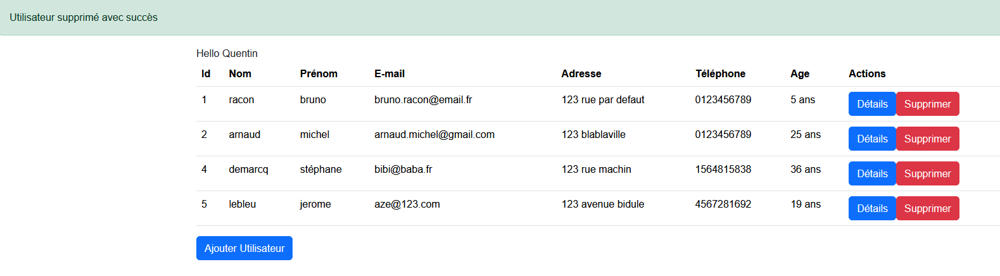 Utilisateur supprimé avec succès
Hello Quentin
Id Nom Prénom E-mail Adresse Téléphone Age Actions
1 racon bruno bruno.racon@email.fr 123 rue par defaut 0123456789 5 ans Détails Supprimer
2 arnaud michel arnaud.michel@gmail.com 123 blablaville 0123456789 25 ans Détails Supprimer
4 demarcq stéphane bibi@baba.fr 123 rue machin 1564815838 36 ans Détails Supprimer
5 lebleu jerome aze@123.com 123 avenue bidule 4567281692 19 ans Détails Supprimer
Ajouter Utilisateur